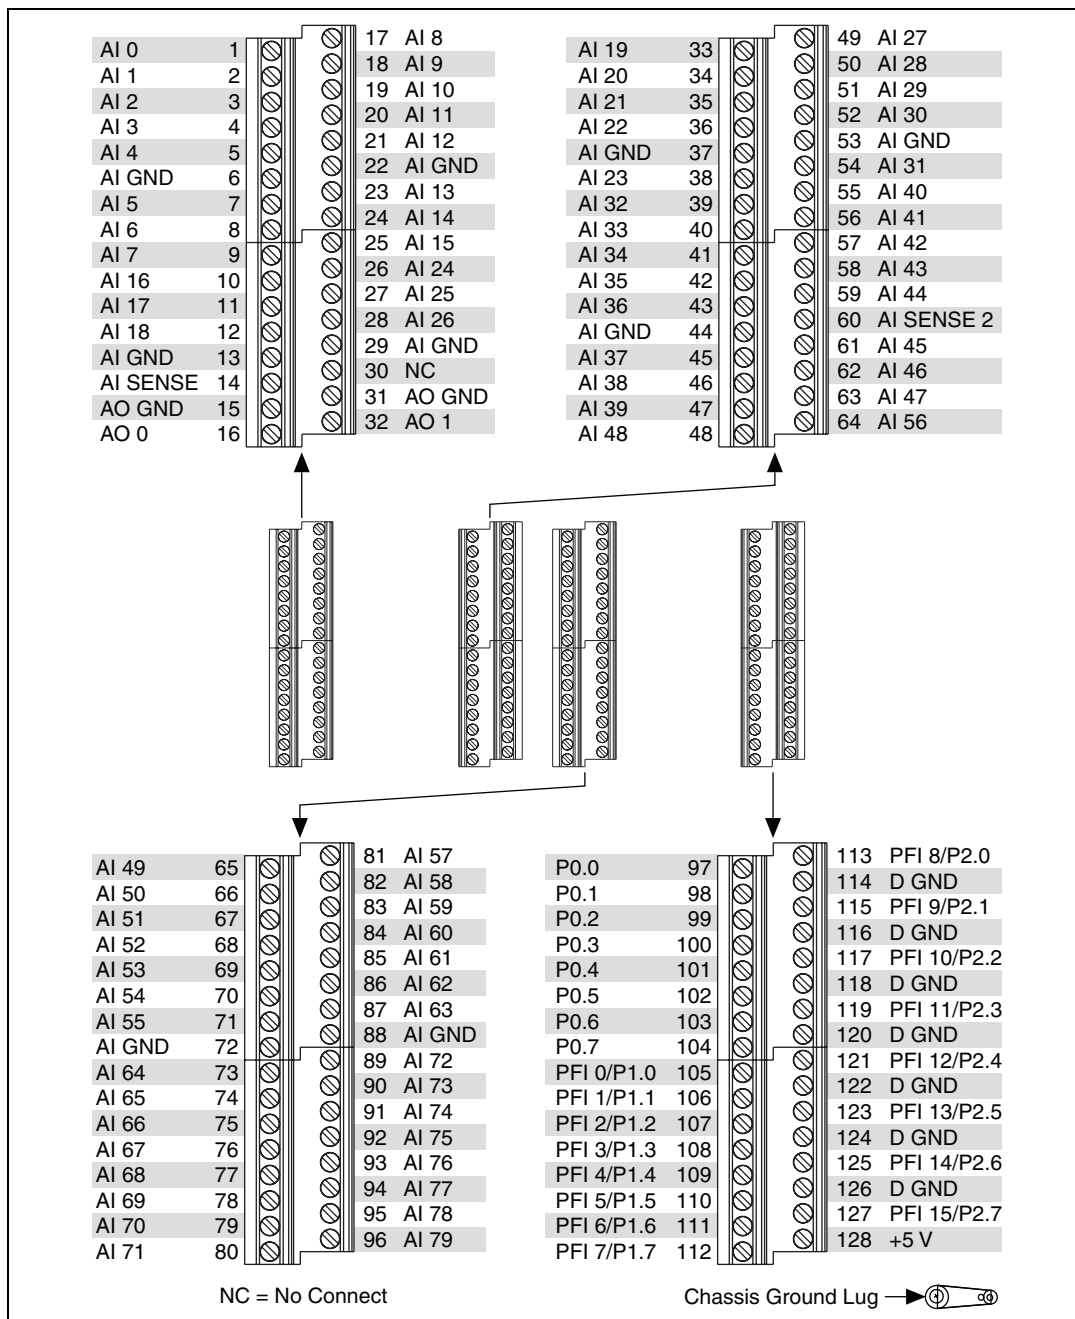 AI 0 1
AI 1 2
AI 2 3
AI 3 4
AI 4 5
AI GND 6
AI 5 7
AI 6 8
AI 7 9
AI 16 10
AI 17 11
AI 18 12
AI GND 13
AI SENSE 14
AO GND 15
AO 0 16
17 AI 8
18 AI 9
19 AI 10
20 AI 11
21 AI 12
22 AI GND
23 AI 13
24 AI 14
25 AI 15
26 AI 24
27 AI 25
28 AI 26
29 AI GND
30 NC
31 AO GND
32 AO 1
AI 19 33
AI 20 34
AI 21 35
AI 22 36
AI GND 37
AI 23 38
AI 32 39
AI 33 40
AI 34 41
AI 35 42
AI 36 43
AI GND 44
AI 37 45
AI 38 46
AI 39 47
AI 48 48
49 AI 27
50 AI 28
51 AI 29
52 AI 30
53 AI GND
54 AI 31
55 AI 40
56 AI 41
57 AI 42
58 AI 43
59 AI 44
60 AI SENSE 2
61 AI 45
62 AI 46
63 AI 47
64 AI 56
AI 49 65
AI 50 66
AI 51 67
AI 52 68
AI 53 69
AI 54 70
AI 55 71
AI GND 72
AI 64 73
AI 65 74
AI 66 75
AI 67 76
AI 68 77
AI 69 78
AI 70 79
AI 71 80
81 AI 57
82 AI 58
83 AI 59
84 AI 60
85 AI 61
86 AI 62
87 AI 63
88 AI GND
89 AI 72
90 AI 73
91 AI 74
92 AI 75
93 AI 76
94 AI 77
95 AI 78
96 AI 79
P0.0 97
P0.1 98
P0.2 99
P0.3 100
P0.4 101
P0.5 102
P0.6 103
P0.7 104
PFI 0/P1.0 105
PFI 1/P1.1 106
PFI 2/P1.2 107
PFI 3/P1.3 108
PFI 4/P1.4 109
PFI 5/P1.5 110
PFI 6/P1.6 111
PFI 7/P1.7 112
113 PFI 8/P2.0
114 D GND
115 PFI 9/P2.1
116 D GND
117 PFI 10/P2.2
118 D GND
119 PFI 11/P2.3
120 D GND
121 PFI 12/P2.4
122 D GND
123 PFI 13/P2.5
124 D GND
125 PFI 14/P2.6
126 D GND
127 PFI 15/P2.7
128 +5 V
NC = No Connect
Chassis Ground Lug